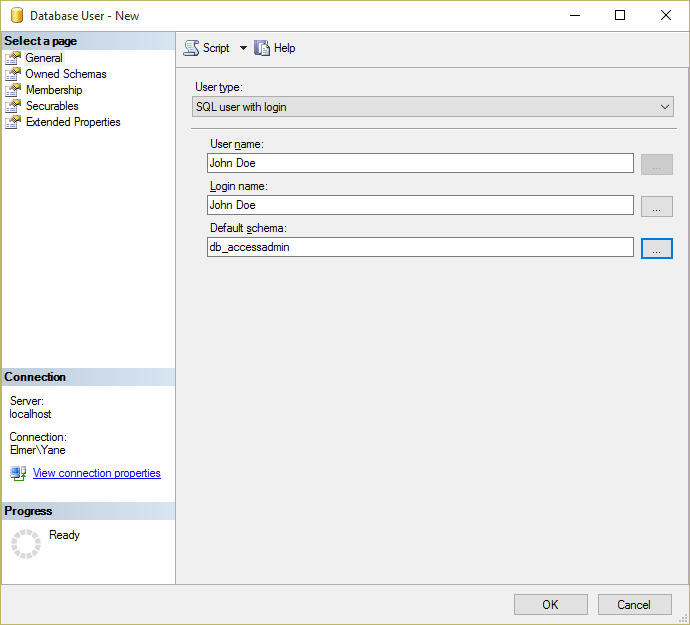 Database User - New
Select a page
General
Owned Schemas
Membership
Securables
Extended Properties
Script
Help
User type:
SQL user with login
User name:
John Doe
...
Login name:
John Doe
...
Default schema:
db_accessadmin
...
Connection
Server:
localhost
Connection:
Elmer\Yane
View connection properties
Progress
Ready
OK
Cancel